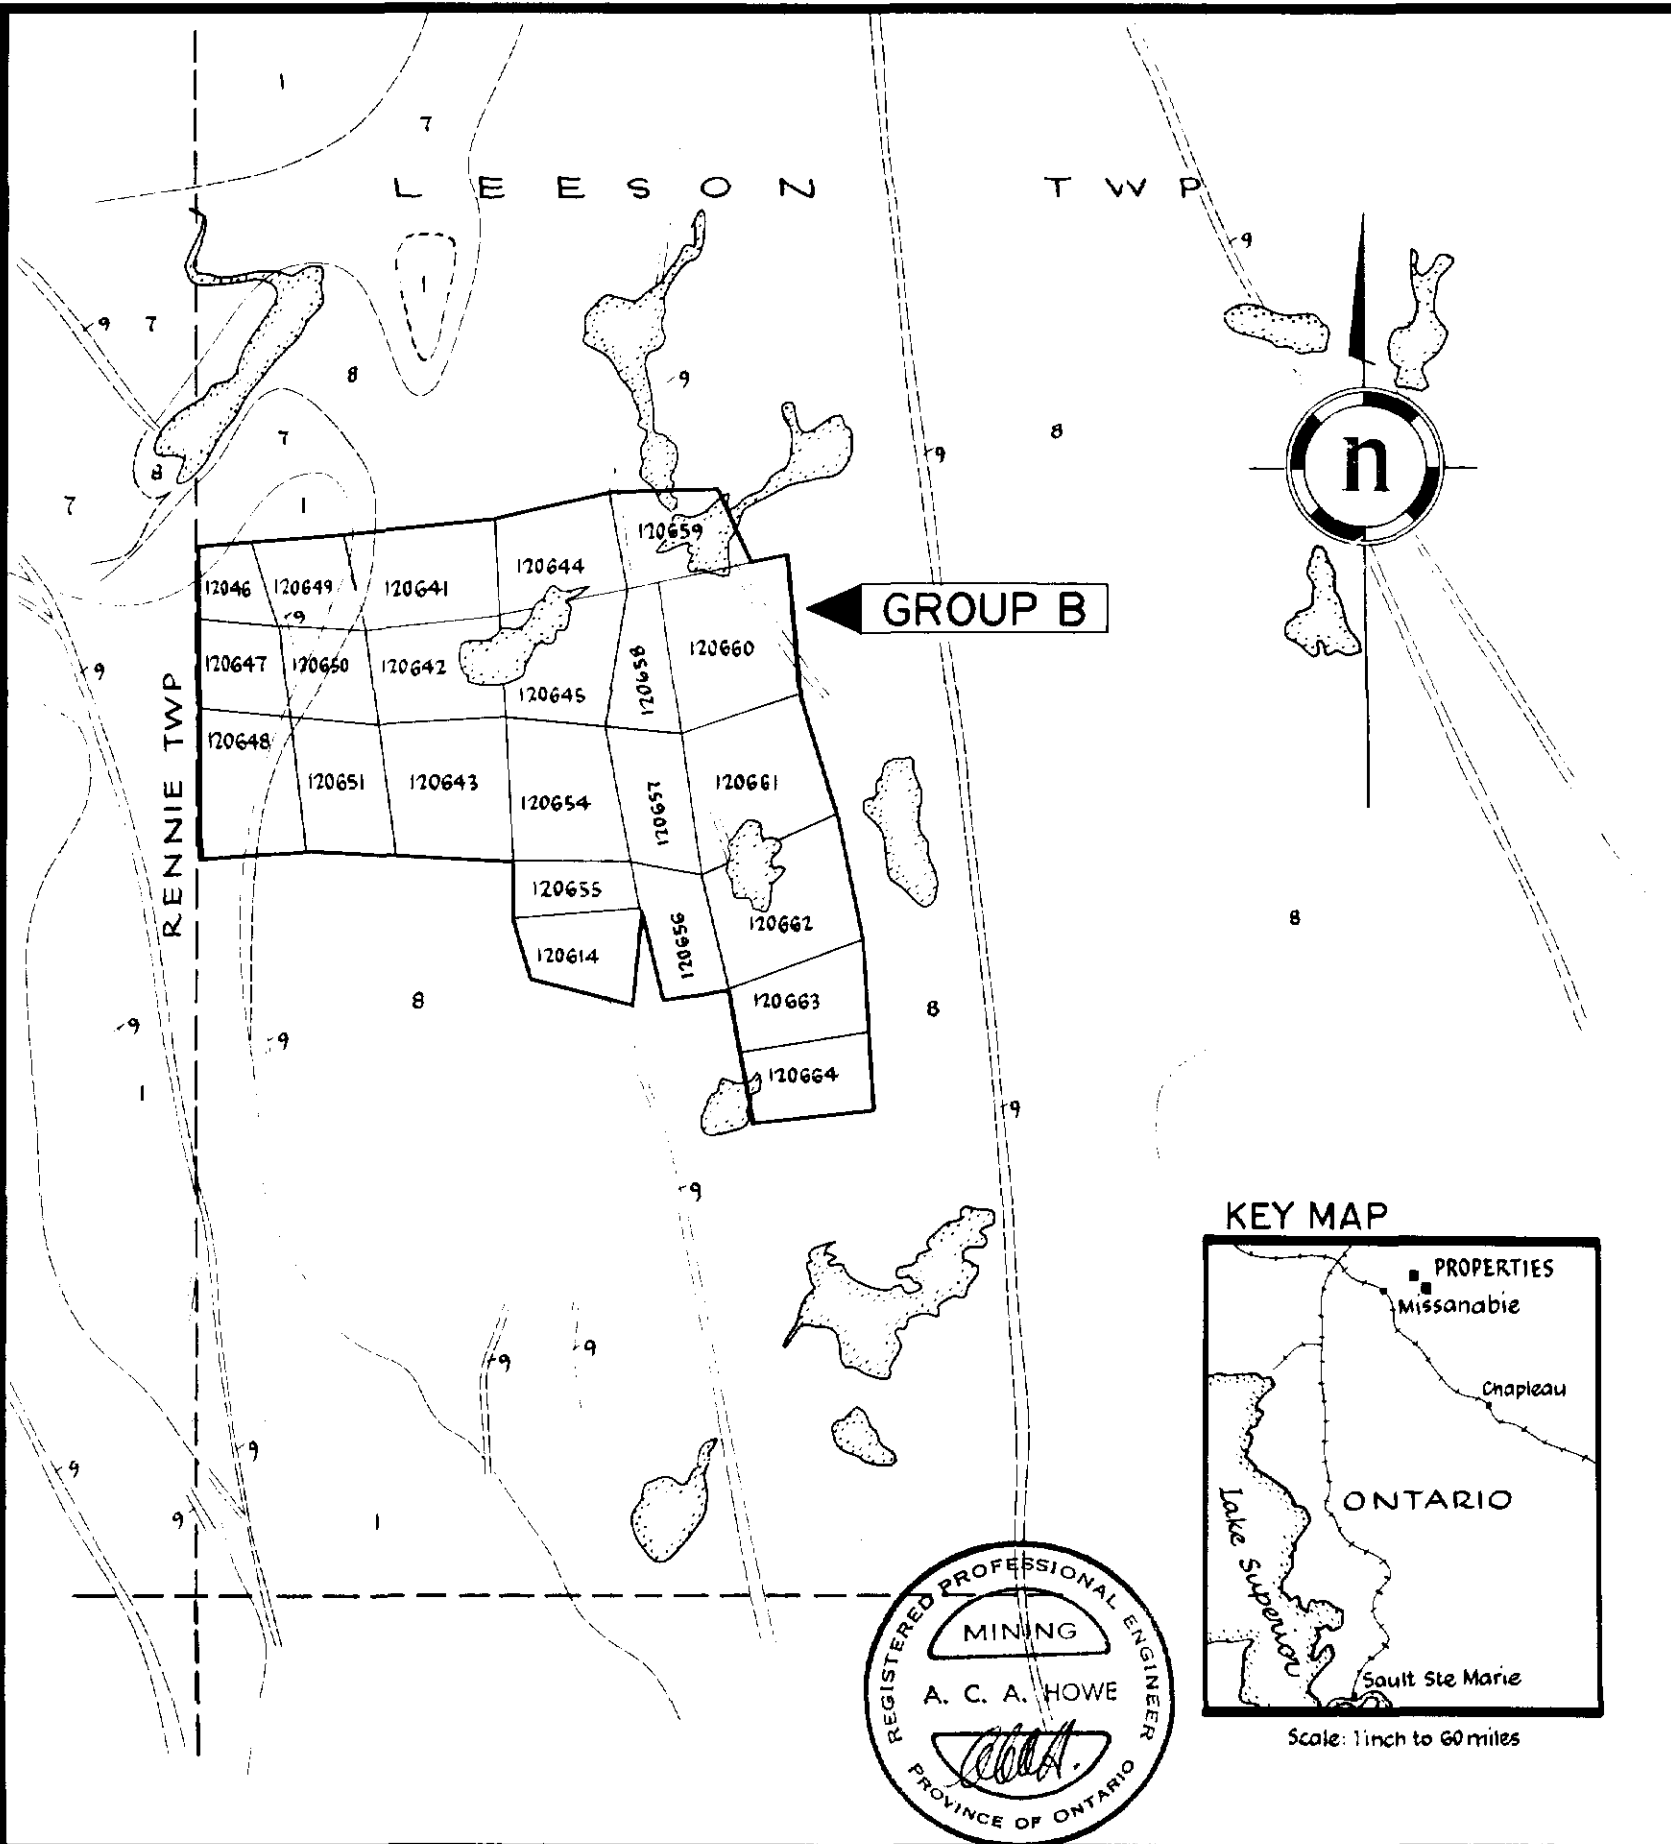 1
7
LEESON TWP
9
1
9 7
8
9
7
8
9
8
7
1
n
120659
120644
12046 120649 120641
9
GROUP B
120647 120650 120642
120658
120660
120645
9
RENNIE TWP
120648
120651 120643
120654
120657
120661
120655
120656
120662
8
120614
8
120663
8
9
9
120664
1
9
9
KEY MAP
PROPERTIES
Missanabie
9
9
Chapleau
9
9
9
1
ONTARIO
Lake Superior
Sault Ste Marie
Scale: 1 inch to 60 miles
REGISTERED PROFESSIONAL ENGINEER
MINING
A. C. A. HOWE
PROVINCE OF ONTARIO